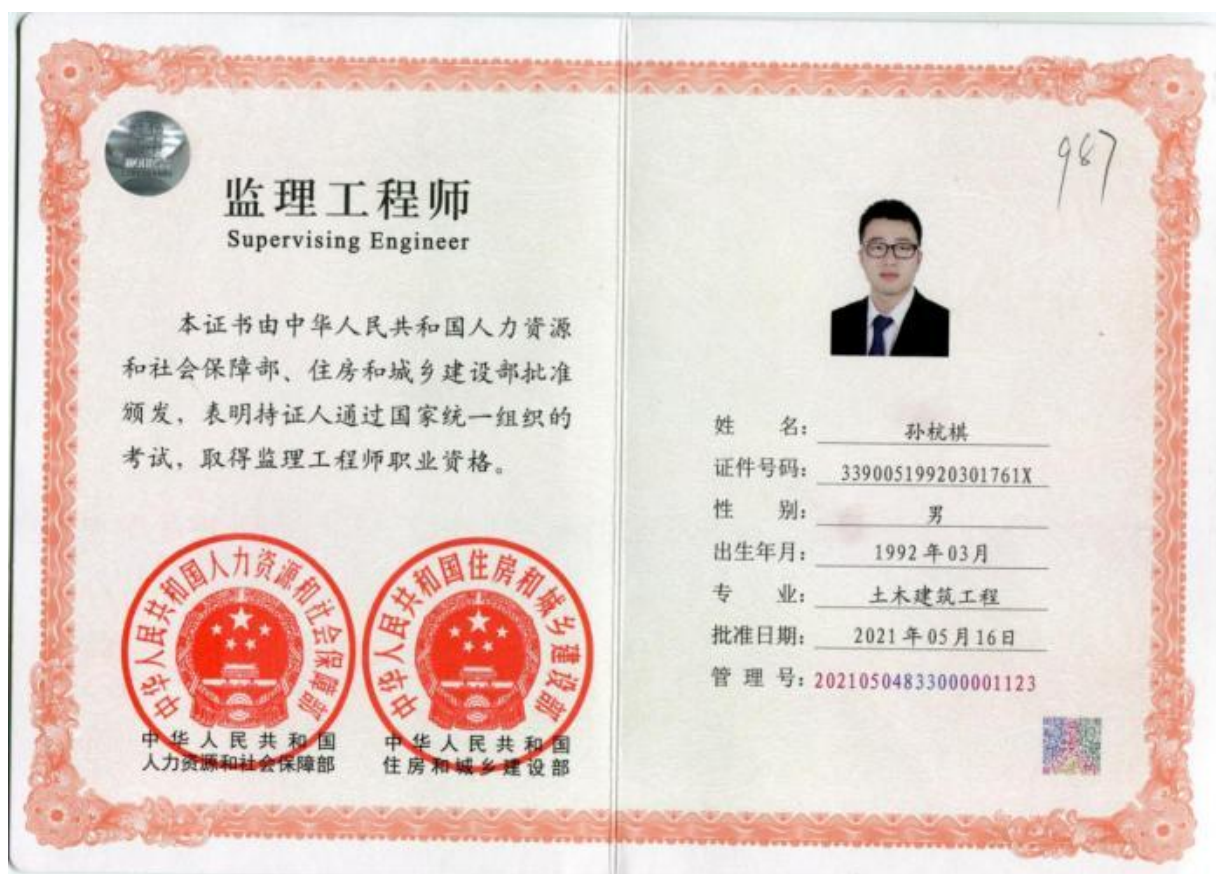 监理工程师
Supervising Engineer
本证书由中华人民共和国人力资源
和社会保障部、住房和城乡建设部批准
颁发，表明持证人通过国家统一组织的
考试，取得监理工程师职业资格。
中华人民共和国人力资源和社会保障部
中华人民共和国住房和城乡建设部
中华人民共和国
人力资源和社会保障部
中华人民共和国
住房和城乡建设部
987
姓 名：孙杭棋
证件号码：33900519920301761X
性 别：男
出生年月：1992年03月
专 业：土木建筑工程
批准日期：2021年05月16日
管 理 号：20210504833000001123